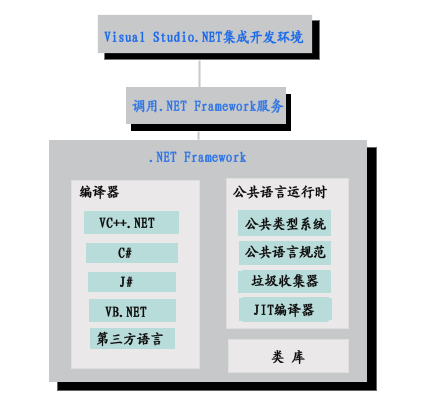 Visual Studio.NET集成开发环境
调用.NET Framework服务
.NET Framework
编译器
VC++.NET
C#
J#
VB.NET
第三方语言
公共语言运行时
公共类型系统
公共语言规范
垃圾收集器
JIT编译器
类 库